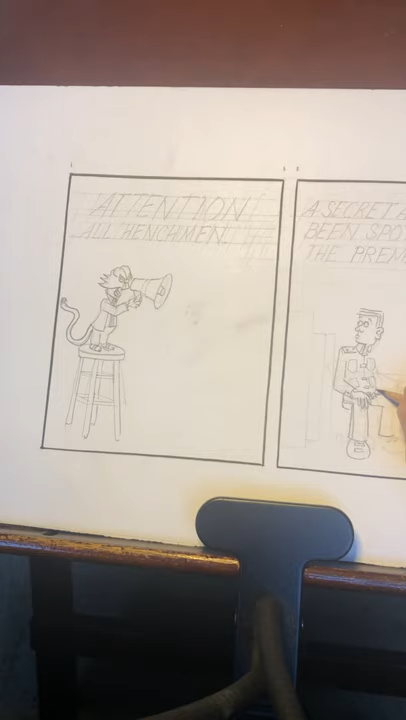 ATTENTION
ALL HENCHMEN.
A SECRET
BEEN SPO
THE PREM